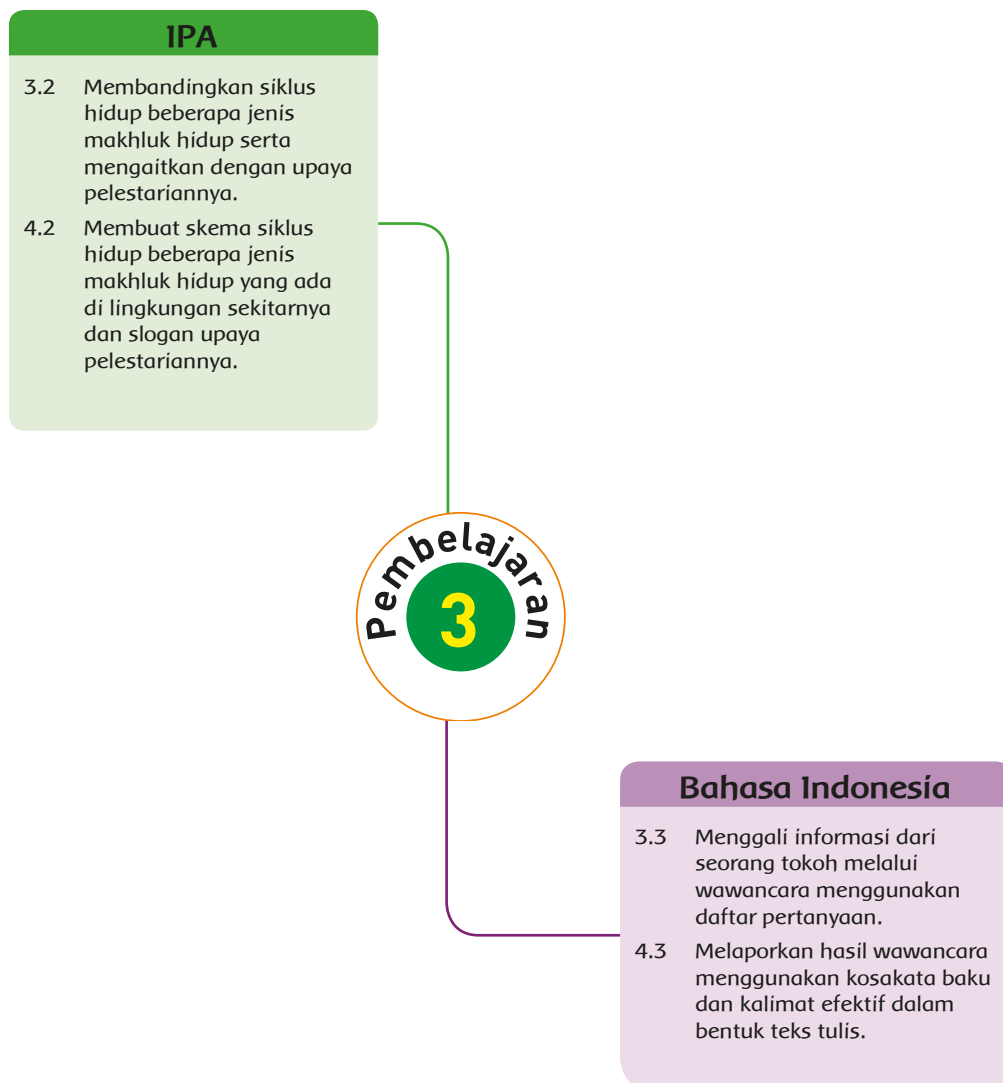 IPA
3.2 Membandingkan siklus
hidup beberapa jenis
makhluk hidup serta
mengaitkan dengan upaya
pelestariannya.
4.2 Membuat skema siklus
hidup beberapa jenis
makhluk hidup yang ada
di lingkungan sekitarnya
dan slogan upaya
pelestariannya.
Pembelajaran
3
Bahasa Indonesia
3.3 Menggali informasi dari
seorang tokoh melalui
wawancara menggunakan
daftar pertanyaan.
4.3 Melaporkan hasil wawancara
menggunakan kosakata baku
dan kalimat efektif dalam
bentuk teks tulis.